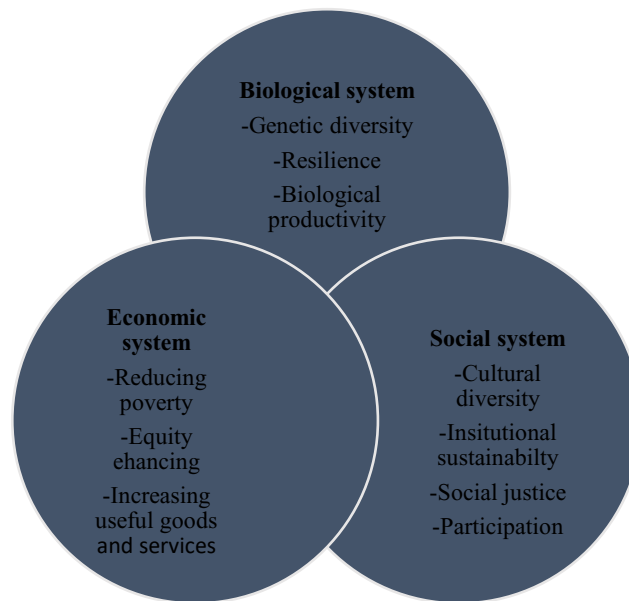 Biological system
-Genetic diversity
-Resilience
-Biological
productivity
Economic
system
-Reducing
poverty
-Equity
ehancing
-Increasing
useful goods
and services
Social system
-Cultural
diversity
-Insitutional
sustainabilty
-Social justice
-Participation